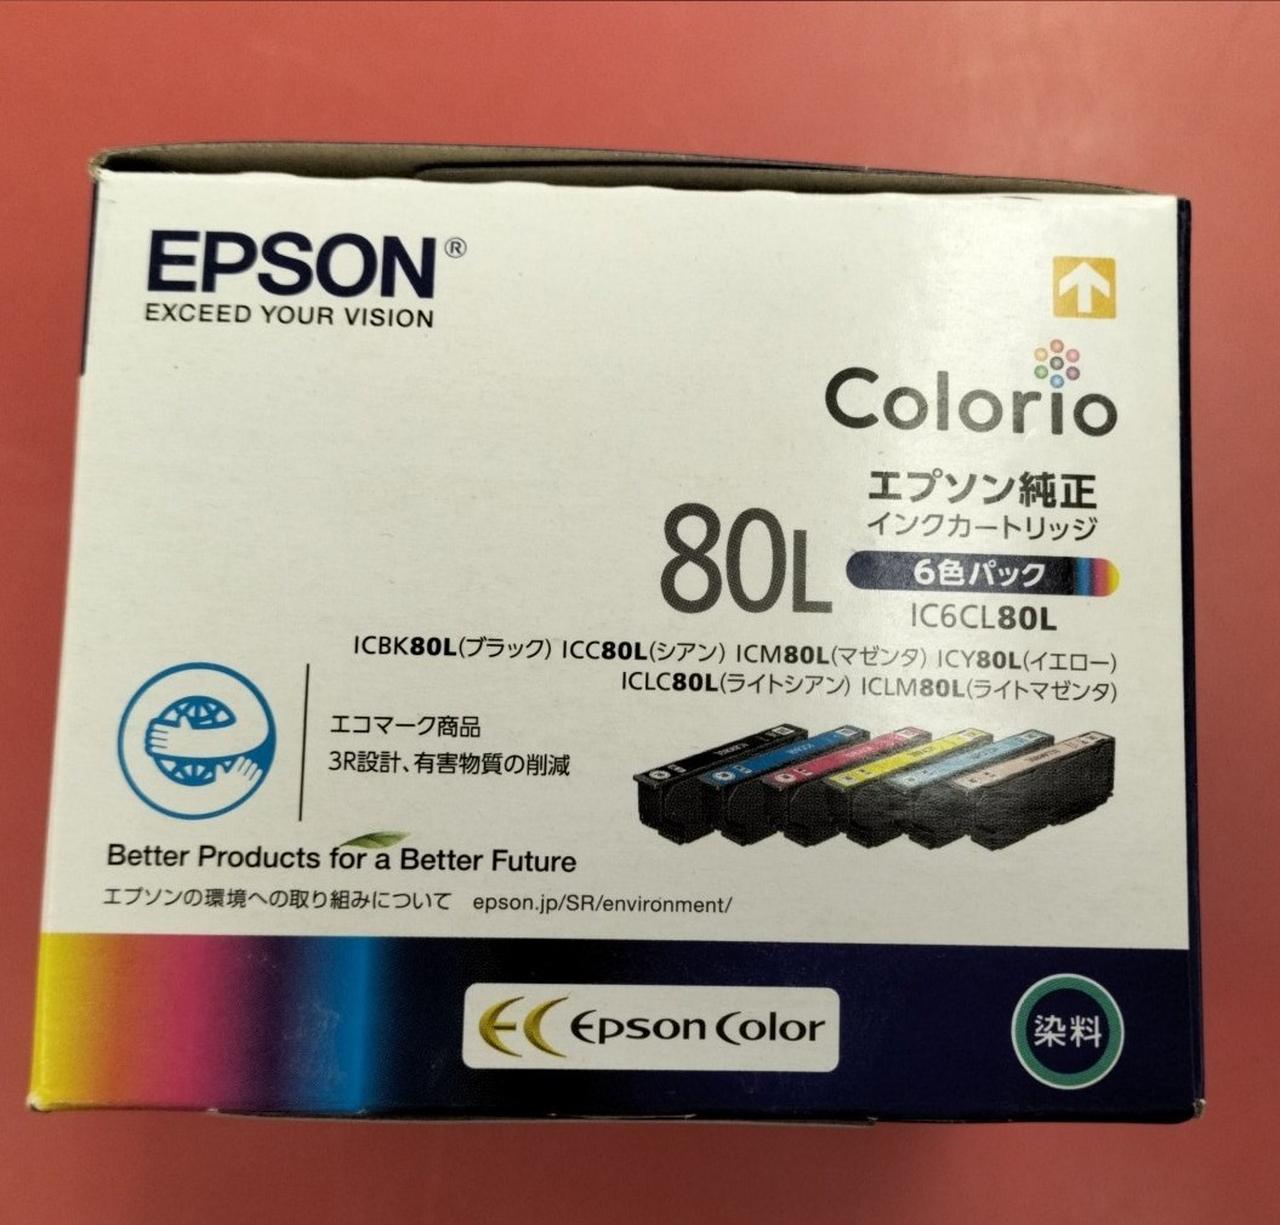 EPSON®
EXCEED YOUR VISION
Colorio
エプソン純正
インクカートリッジ
80L
6色パック
IC6CL80L
ICBK80L(ブラック) ICC80L(シアン) ICM80L(マゼンタ) ICY80L(イエロー)
ICLC80L(ライトシアン) ICLM80L(ライトマゼンタ)
エコマーク商品
3R設計、有害物質の削減
Better Products for a Better Future
エプソンの環境への取り組みについて epson.jp/SR/environment/
EC Epson Color
染料